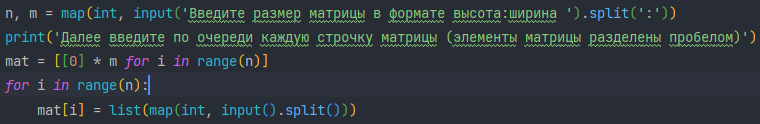 n, m = map(int, input('Введите размер матрицы в формате высота:ширина ').split(':'))
print('Далее введите по очереди каждую строчку матрицы (элементы матрицы разделены пробелом)')
mat = [[0] * m for i in range(n)]
for i in range(n):
    mat[i] = list(map(int, input().split()))